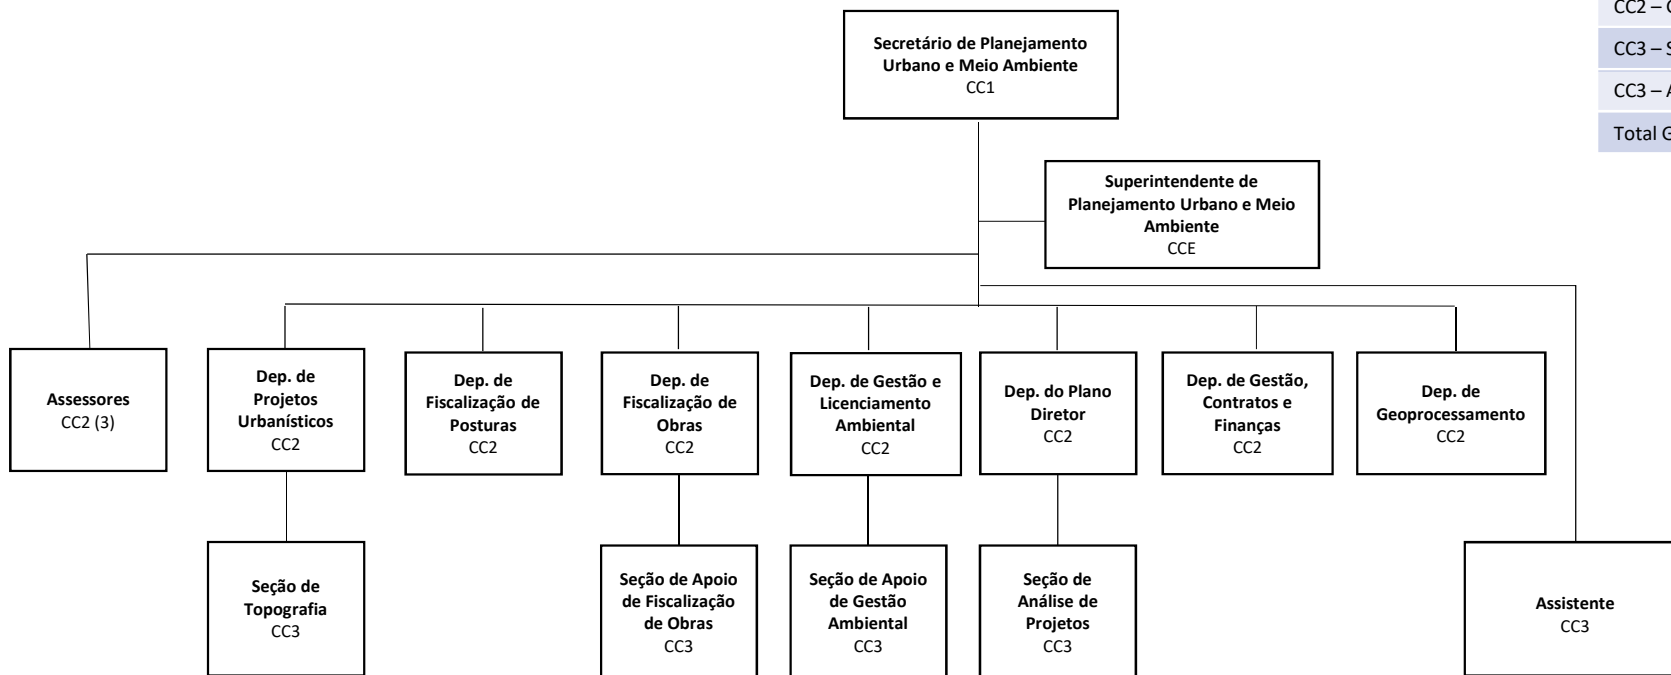 CC2 –
CC3 –
CC3 –
Total
Secretário de Planejamento
Urbano e Meio Ambiente
CC1
Superintendente de
Planejamento Urbano e Meio
Ambiente
CCE
Assessores
CC2 (3)
Dep. de
Projetos
Urbanísticos
CC2
Dep. de
Fiscalização de
Posturas
CC2
Dep. de
Fiscalização de
Obras
CC2
Dep. de Gestão e
Licenciamento
Ambiental
CC2
Dep. do Plano
Diretor
CC2
Dep. de Gestão,
Contratos e
Finanças
CC2
Dep. de
Geoprocessamento
CC2
Seção de
Topografia
CC3
Seção de Apoio
de Fiscalização
de Obras
CC3
Seção de Apoio
de Gestão
Ambiental
CC3
Seção de
Análise de
Projetos
CC3
Assistente
CC3